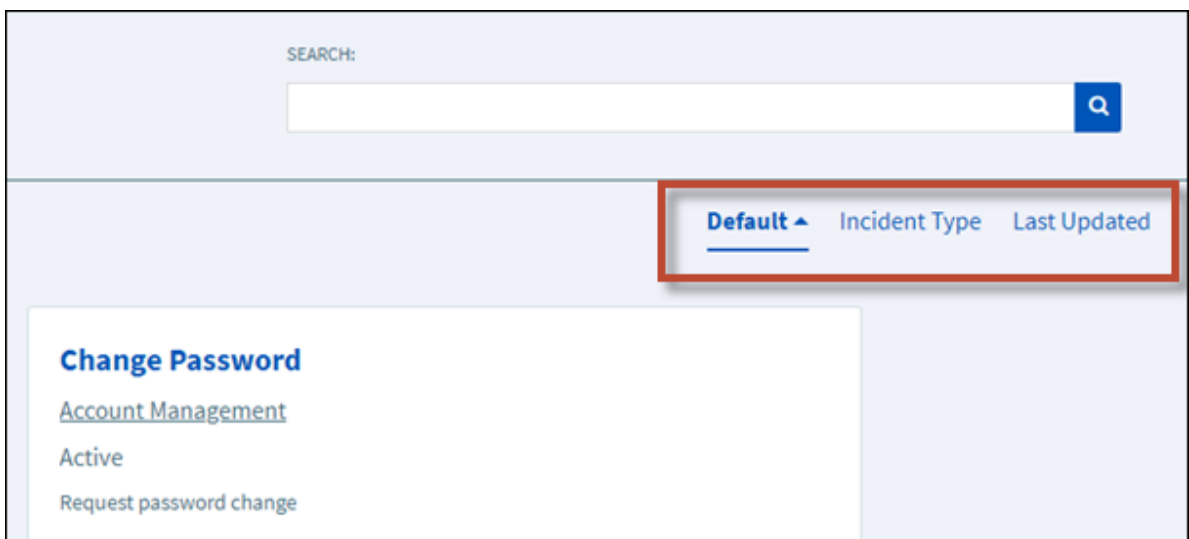 SEARCH:
Default Incident Type Last Updated
Change Password
Account Management
Active
Request password change